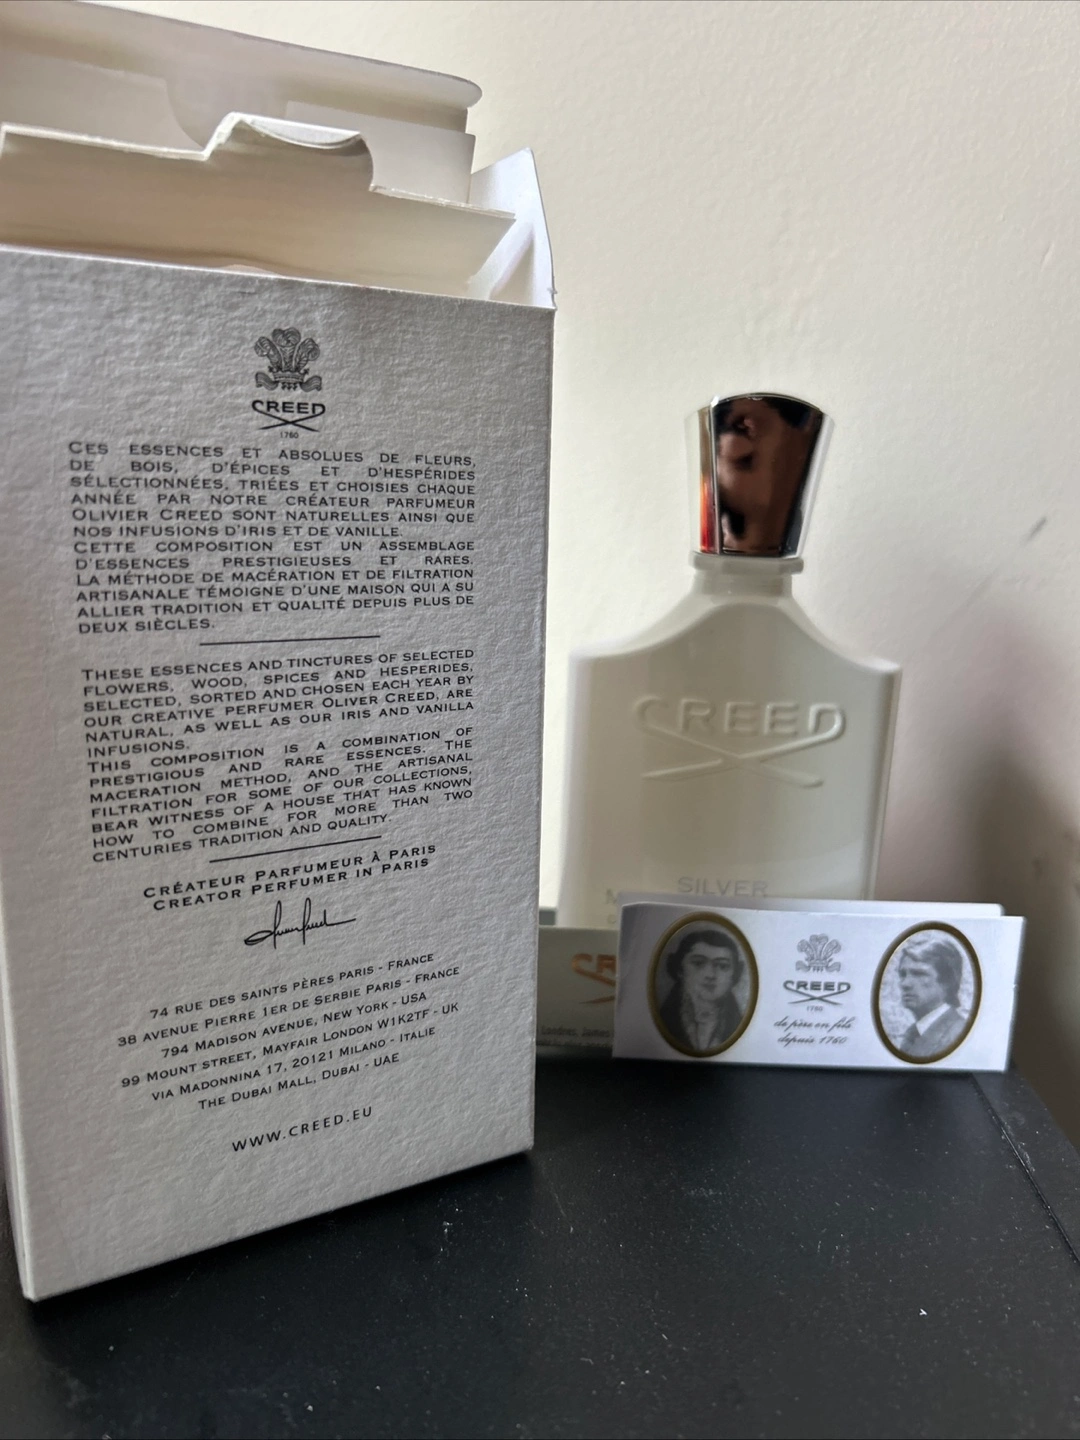 CREED
1760
CES ESSENCES ET ABSOLUES DE FLEURS,
DE BOIS, D'ÉPICES ET D'HESPÉRIDES
SÉLECTIONNÉES, TRIÉES ET CHOISIES CHAQUE
ANNÉE PAR NOTRE CRÉATEUR PARFUMEUR
OLIVIER CREED SONT NATURELLES AINSI QUE
NOS INFUSIONS D'IRIS ET DE VANILLE.
CETTE COMPOSITION EST UN ASSEMBLAGE
D'ESSENCES PRESTIGIEUSES ET RARES.
LA MÉTHODE DE MACÉRATION ET DE FILTRATION
ARTISANALE TÉMOIGNE D'UNE MAISON QUI A SU
ALLIER TRADITION ET QUALITÉ DEPUIS PLUS DE
DEUX SIÈCLES.
THESE ESSENCES AND TINCTURES OF SELECTED
FLOWERS, WOOD, SPICES AND HESPERIDES,
SELECTED, SORTED AND CHOSEN EACH YEAR BY
OUR CREATIVE PERFUMER OLIVER CREED, ARE
NATURAL, AS WELL AS OUR IRIS AND VANILLA
INFUSIONS.
THIS COMPOSITION IS A COMBINATION OF
PRESTIGIOUS AND RARE ESSENCES. THE
MACERATION METHOD, AND THE ARTISANAL
FILTRATION FOR SOME OF OUR COLLECTIONS,
BEAR WITNESS OF A HOUSE THAT HAS KNOWN
HOW TO COMBINE FOR MORE THAN TWO
CENTURIES TRADITION AND QUALITY.
CRÉATEUR PARFUMEUR À PARIS
CREATOR PERFUMER IN PARIS
74 RUE DES SAINTS PÈRES PARIS - FRANCE
38 AVENUE PIERRE 1ER DE SERBIE PARIS - FRANCE
794 MADISON AVENUE, NEW YORK - USA
99 MOUNT STREET, MAYFAIR LONDON W1K2TF - UK
VIA MADONNINA 17, 20121 MILANO - ITALIE
THE DUBAI MALL, DUBAI - UAE
WWW.CREED.EU
CREED
SILVER
Londres, James
CREED
1760
de père en fils
depuis 1760